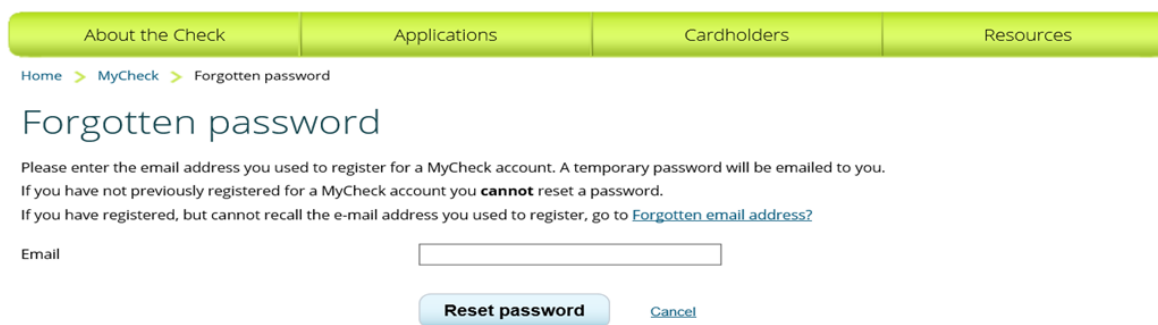 About the Check Applications Cardholders Resources
Home > MyCheck > Forgotten password
Forgotten password
Please enter the email address you used to register for a MyCheck account. A temporary password will be emailed to you.
If you have not previously registered for a MyCheck account you cannot reset a password.
If you have registered, but cannot recall the e-mail address you used to register, go to Forgotten email address?
Email
Reset password Cancel